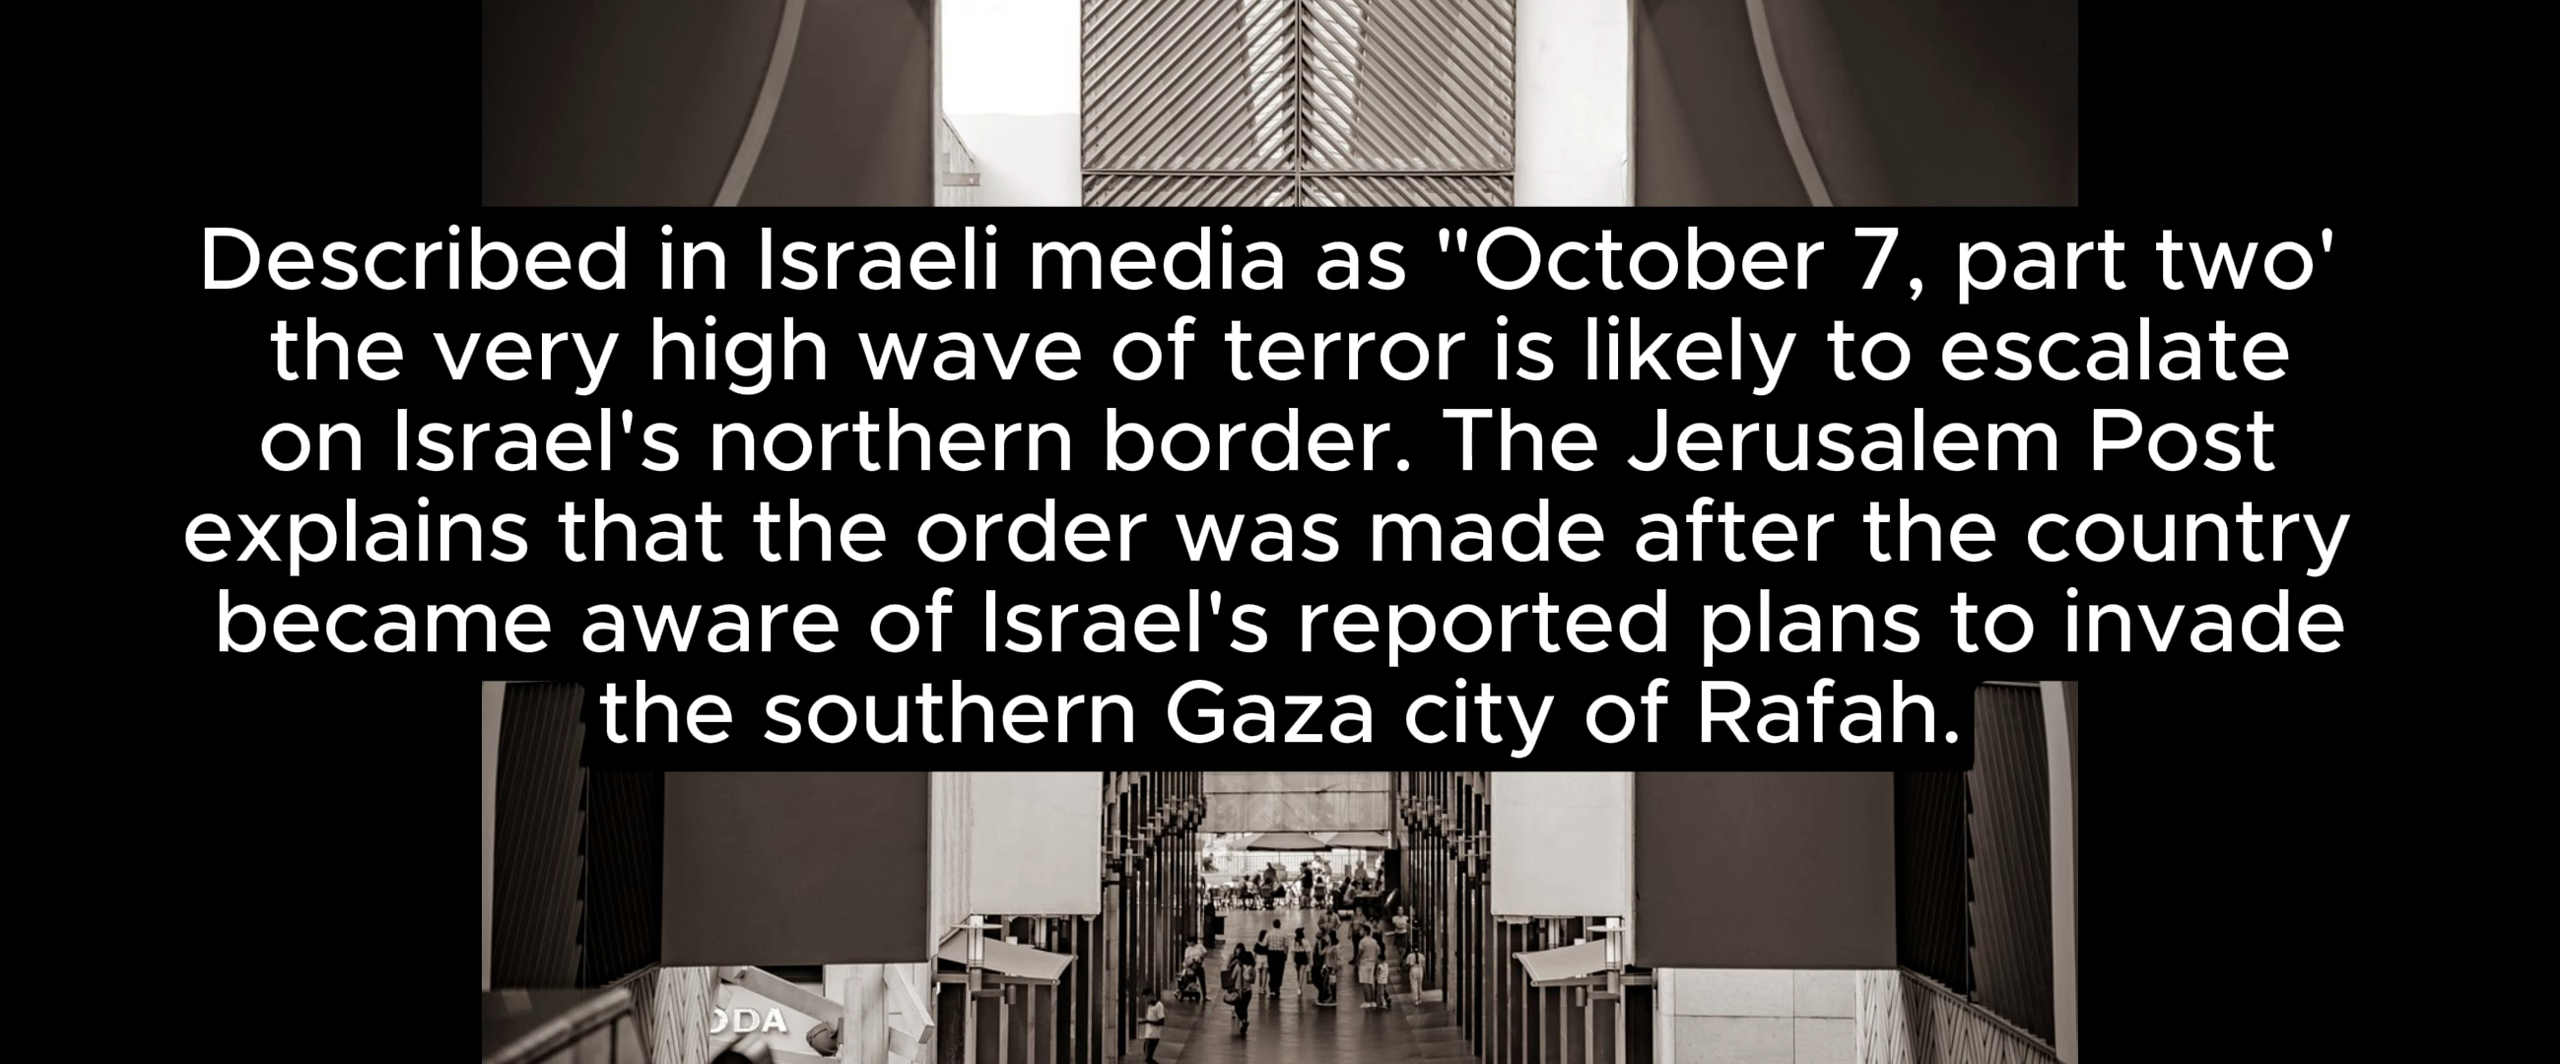 Described in Israeli media as "October 7, part two'
the very high wave of terror is likely to escalate
on Israel's northern border. The Jerusalem Post
explains that the order was made after the country
became aware of Israel's reported plans to invade
the southern Gaza city of Rafah.
ODA